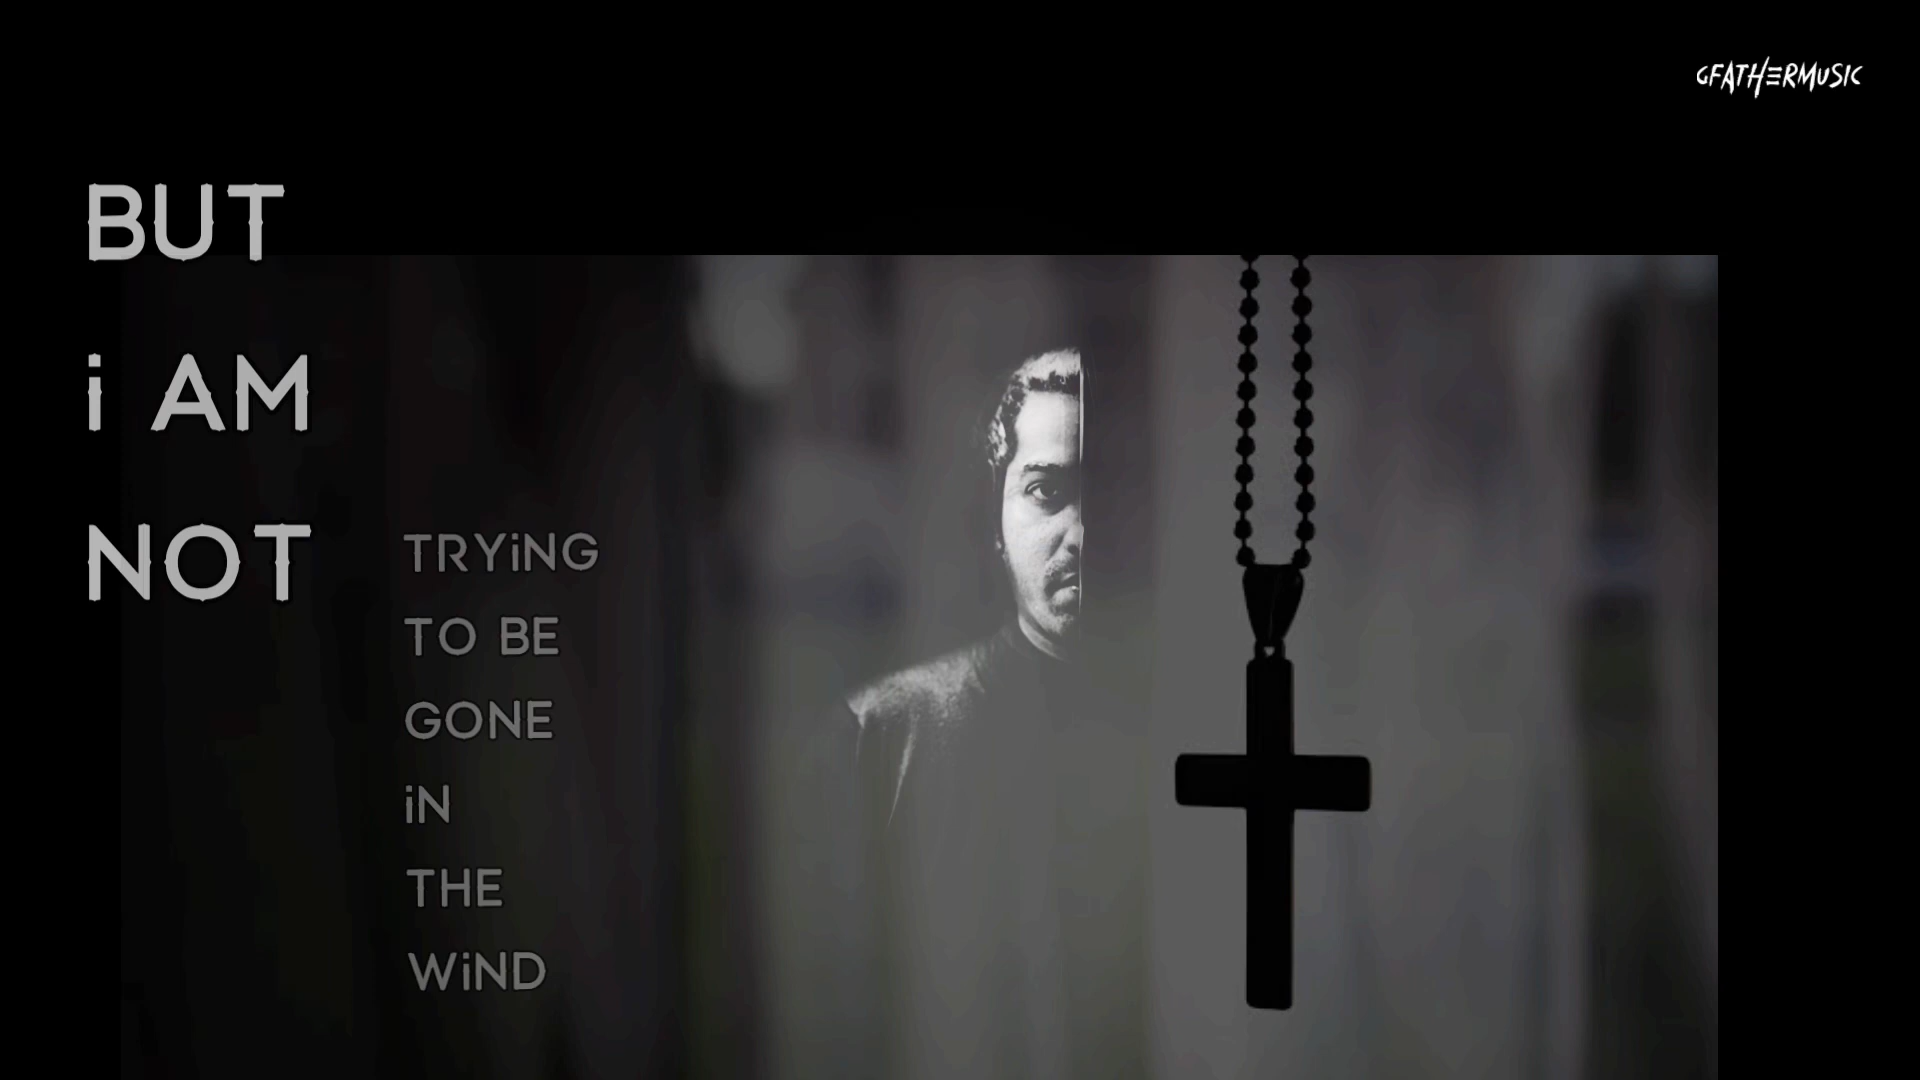 GFATHERMUSIC
BUT
i AM
NOT
TRYiNG
TO BE
GONE
iN
THE
WiND